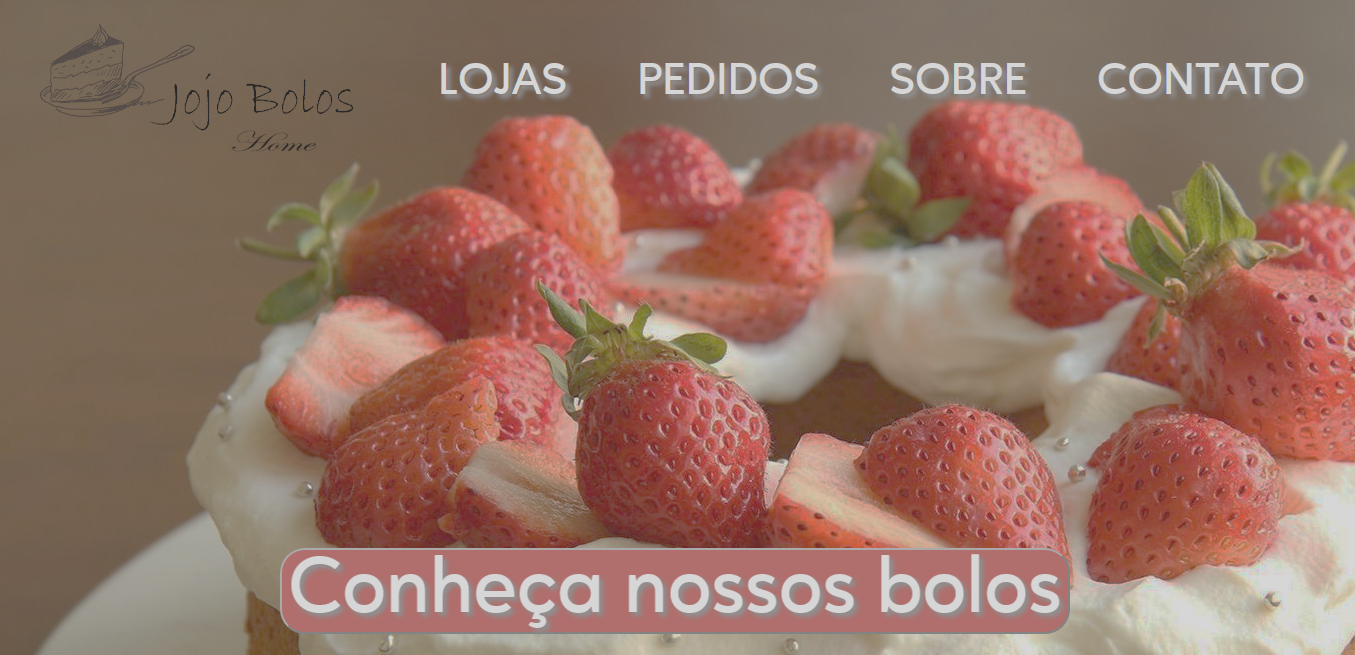 Jojo Bolos
Home
LOJAS PEDIDOS SOBRE CONTATO
Conheça nossos bolos